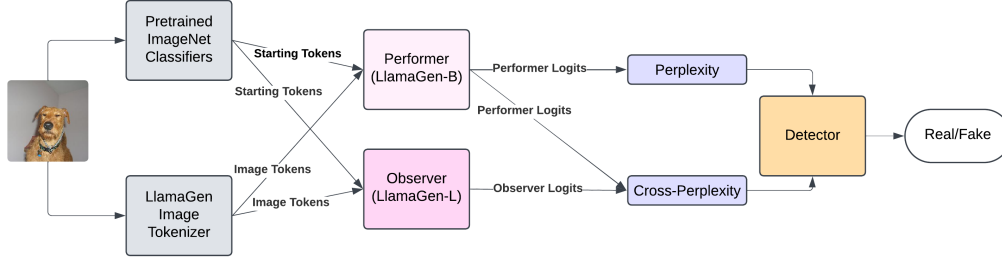 Pretrained
ImageNet
Classifiers
Starting Tokens
Starting Tokens
Performer
(LlamaGen-B)
Performer Logits
Performer Logits
Perplexity
Detector
Real/Fake
LlamaGen
Image
Tokenizer
Image Tokens
Image Tokens
Observer
(LlamaGen-L)
Observer Logits
Cross-Perplexity